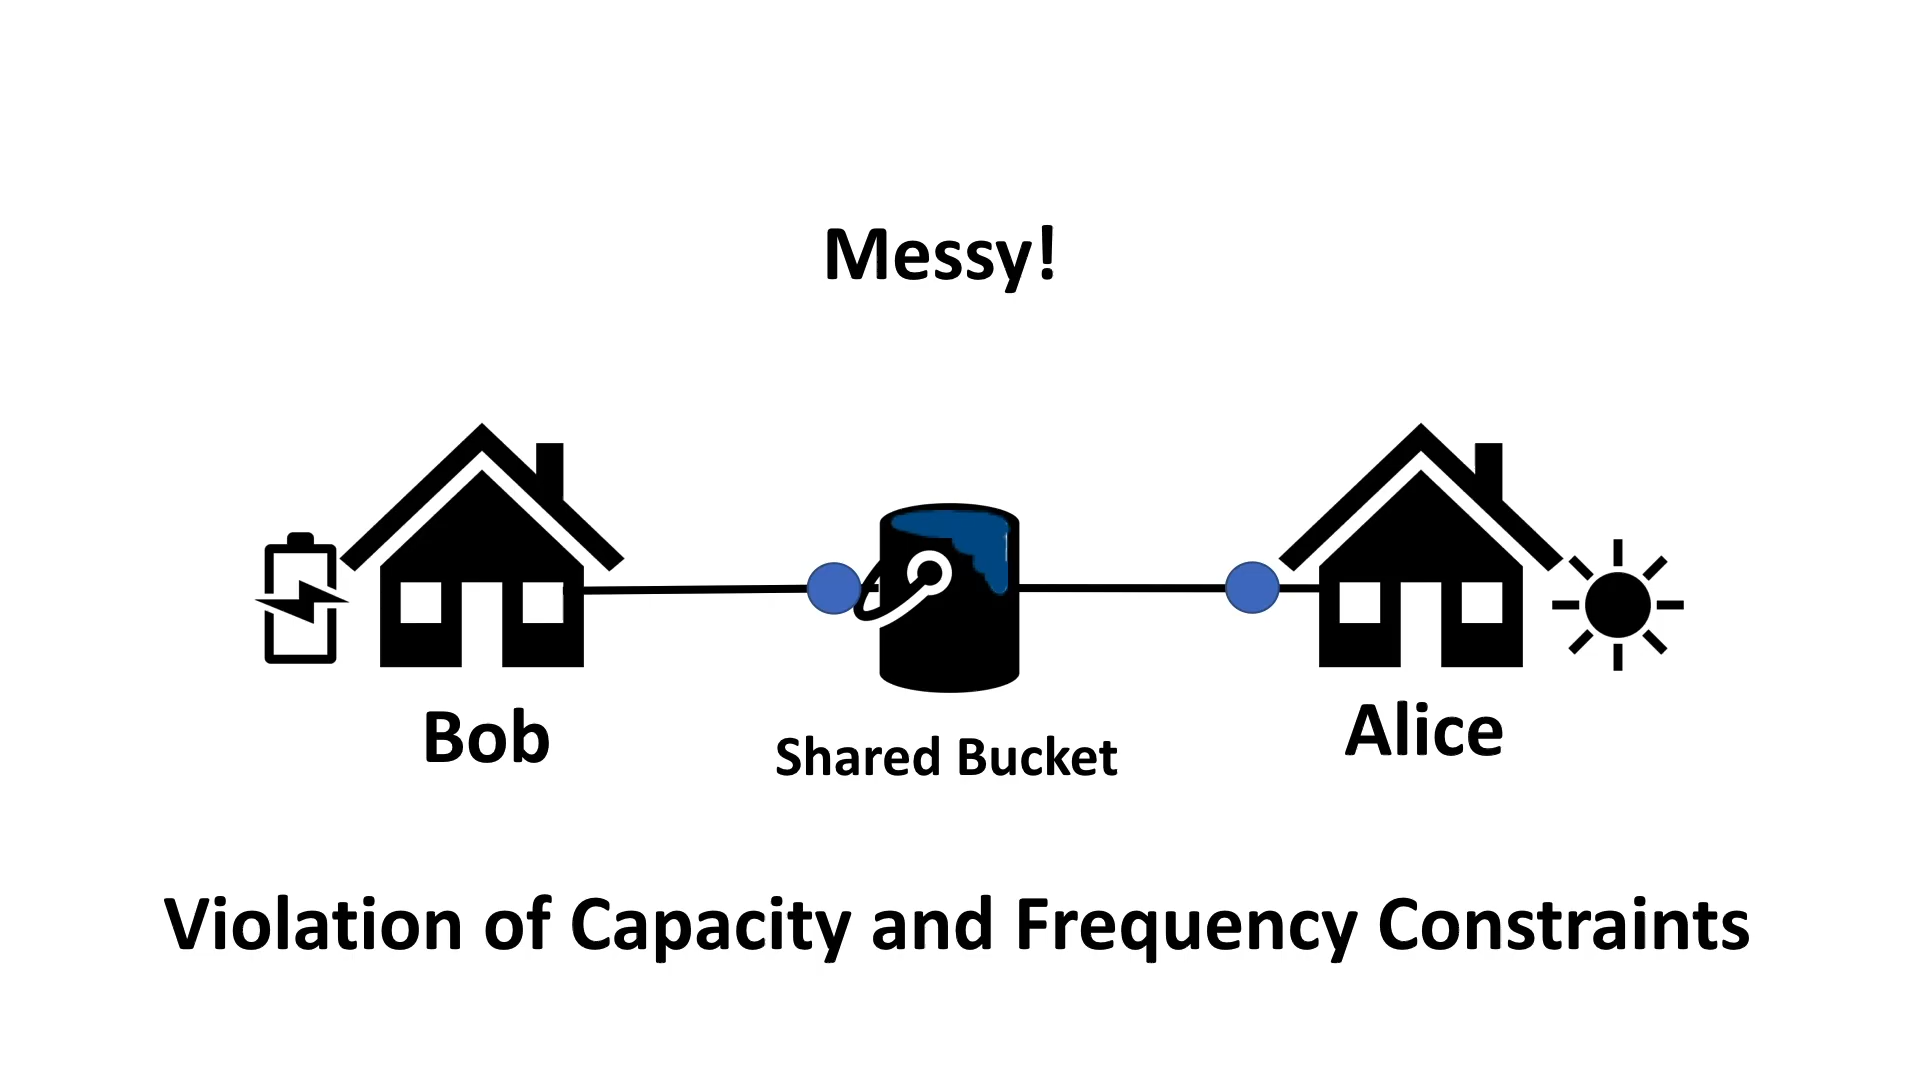 Messy!
Bob
Shared Bucket
Alice
Violation of Capacity and Frequency Constraints